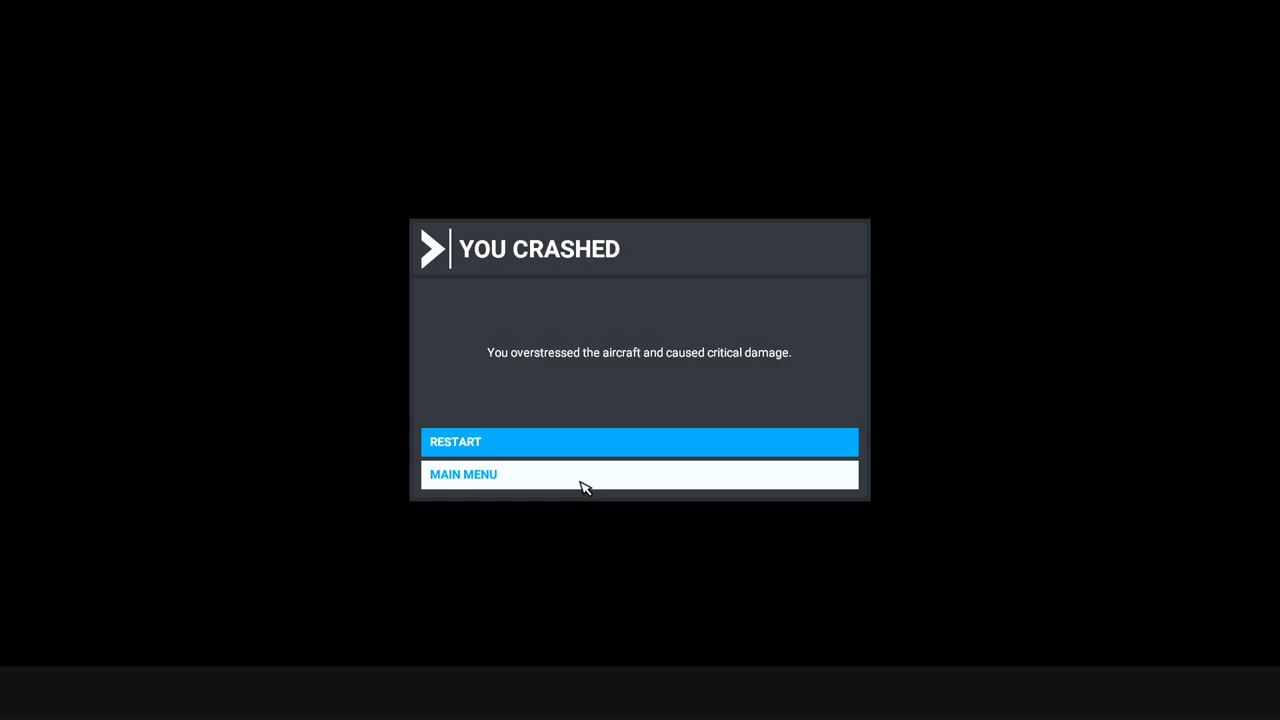 YOU CRASHED
You overstressed the aircraft and caused critical damage.
RESTART
MAIN MENU